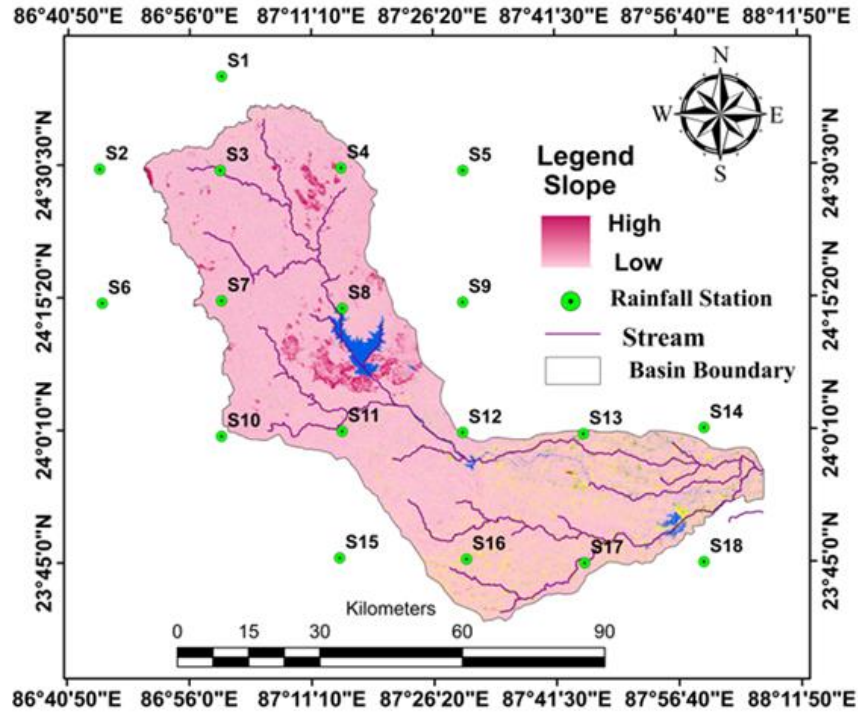 86°40'50"E 86°56'0"E 87°11'10"E 87°26'20"E 87°41'30"E 87°56'40"E 88°11'50"E
S1
N
W E
S
S2 S3 S4 S5
24°30'30"N 24°30'30"N
Legend
Slope
High
Low
S6 S7 S8 S9
Rainfall Station
24°15'20"N 24°15'20"N
Stream
Basin Boundary
S10 S11 S12 S13 S14
24°0'10"N 24°0'10"N
S15 S16 S17 S18
23°45'0"N 23°45'0"N
Kilometers
0 15 30 60 90
86°40'50"E 86°56'0"E 87°11'10"E 87°26'20"E 87°41'30"E 87°56'40"E 88°11'50"E